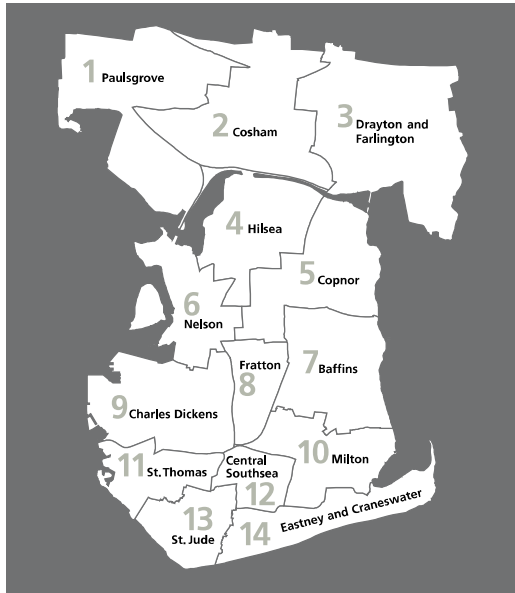 1 Paulsgrove
2 Cosham
3 Drayton and
Farlington
4 Hilsea
5 Copnor
6
Nelson
7 Baffins
Fratton
8
9 Charles Dickens
10 Milton
11 St. Thomas
Central
Southsea
12
13
St. Jude
14 Eastney and Craneswater